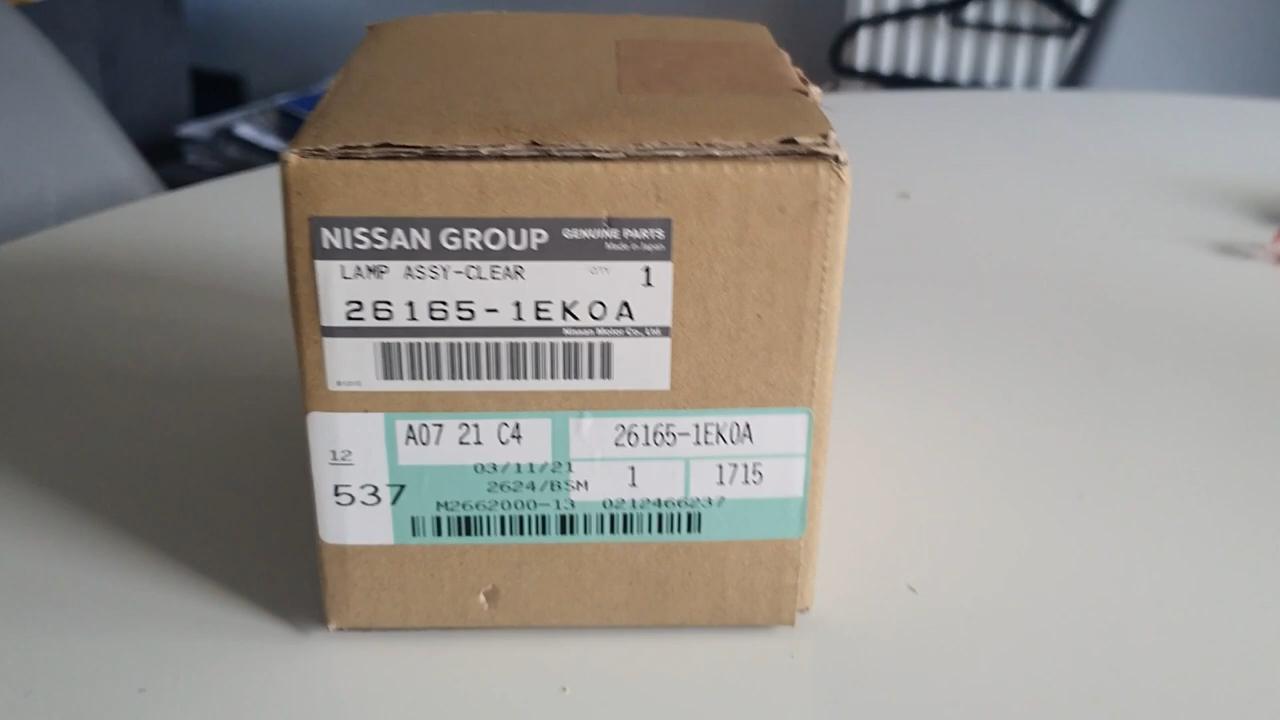 NISSAN GROUP GENUINE PARTS
Made in Japan
LAMP ASSY-CLEAR QTY 1
26165-1EK0A
Nissan Motor Co., Ltd.
A07 21 C4 26165-1EK0A
12
03/11/21
1 1715
537 2624/BSM
M2662000-13 0212466237